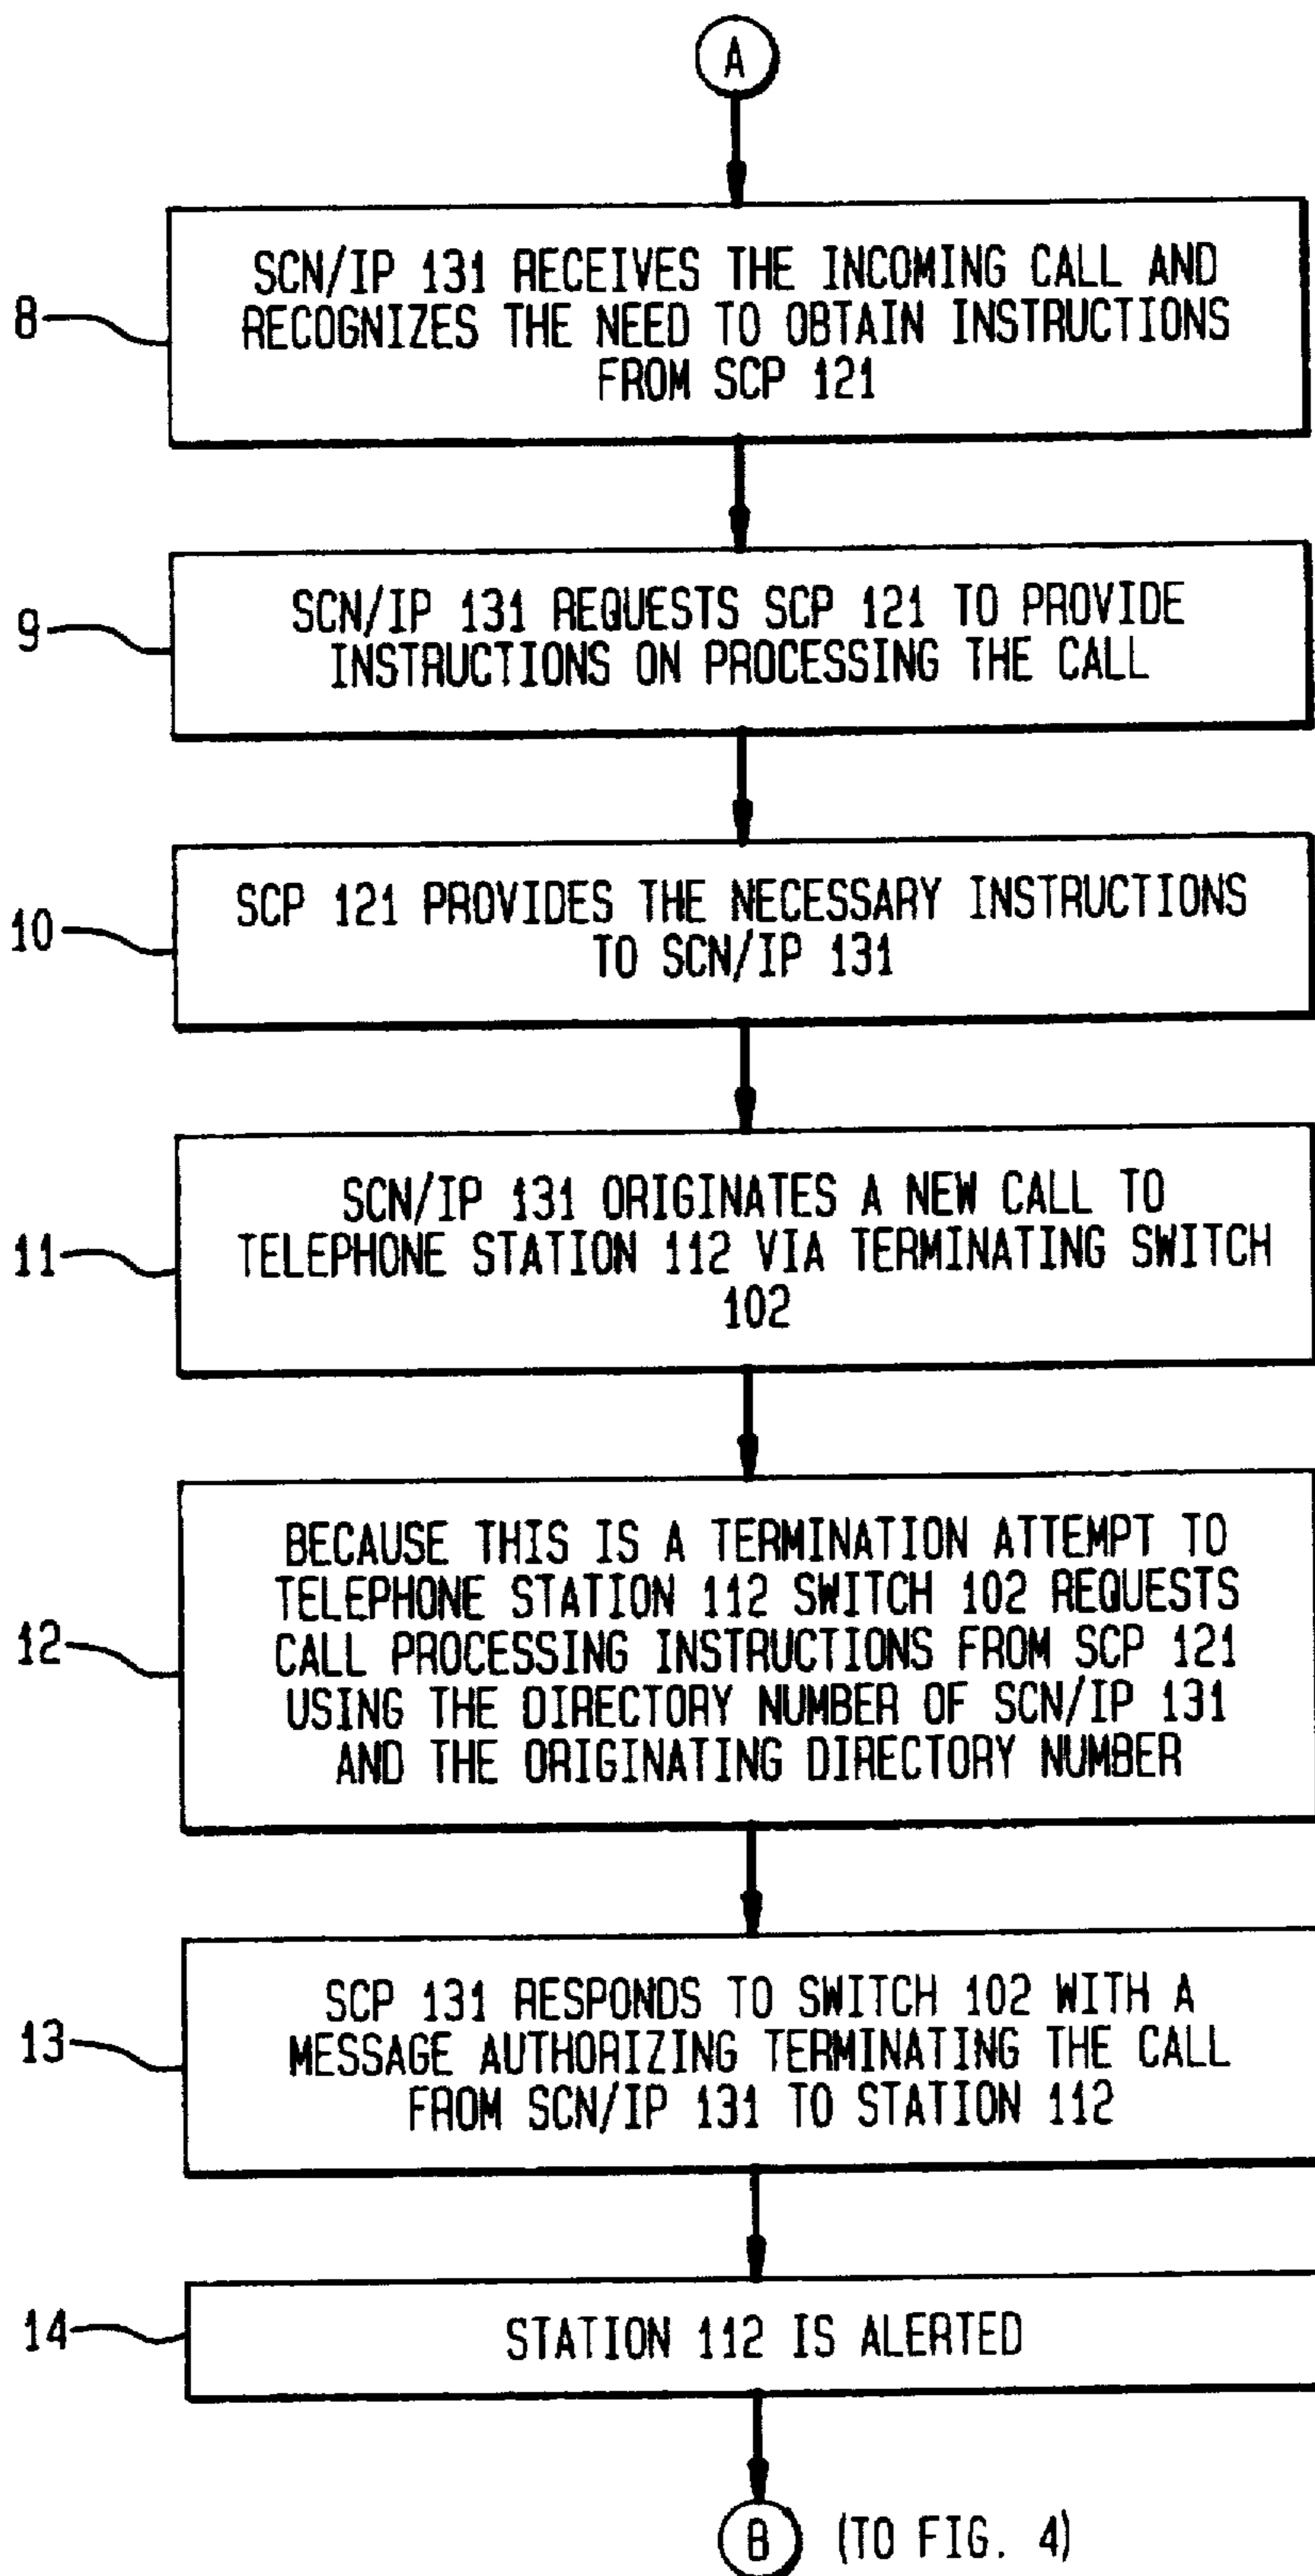 A
8
SCN/IP 131 RECEIVES THE INCOMING CALL AND
RECOGNIZES THE NEED TO OBTAIN INSTRUCTIONS
FROM SCP 121
9
SCN/IP 131 REQUESTS SCP 121 TO PROVIDE
INSTRUCTIONS ON PROCESSING THE CALL
10
SCP 121 PROVIDES THE NECESSARY INSTRUCTIONS
TO SCN/IP 131
11
SCN/IP 131 ORIGINATES A NEW CALL TO
TELEPHONE STATION 112 VIA TERMINATING SWITCH
102
12
BECAUSE THIS IS A TERMINATION ATTEMPT TO
TELEPHONE STATION 112 SWITCH 102 REQUESTS
CALL PROCESSING INSTRUCTIONS FROM SCP 121
USING THE DIRECTORY NUMBER OF SCN/IP 131
AND THE ORIGINATING DIRECTORY NUMBER
13
SCP 131 RESPONDS TO SWITCH 102 WITH A
MESSAGE AUTHORIZING TERMINATING THE CALL
FROM SCN/IP 131 TO STATION 112
14
STATION 112 IS ALERTED
B (TO FIG. 4)